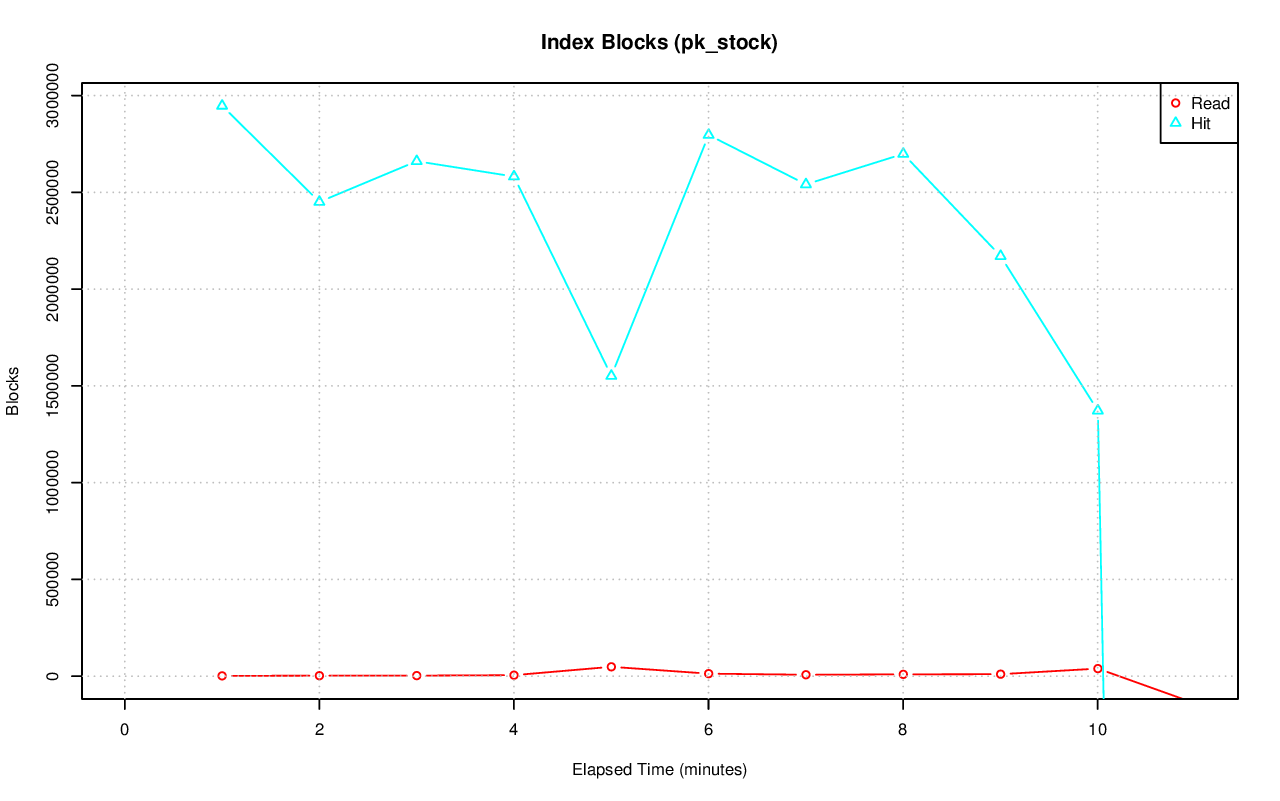 Index Blocks (pk_stock)
Read
Hit
Blocks
3000000
2500000
2000000
1500000
1000000
500000
0
0 2 4 6 8 10
Elapsed Time (minutes)